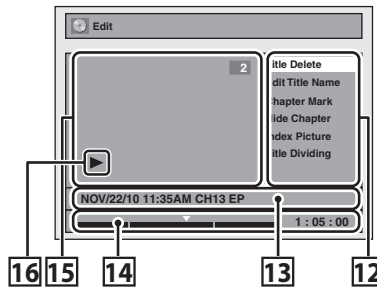 Edit
2
itle Delete
dit Title Name
hapter Mark
ide Chapter
ndex Picture
itle Dividing
NOV/22/10 11:35AM CH13 EP
1 : 05 : 00
16 15 14 13 12